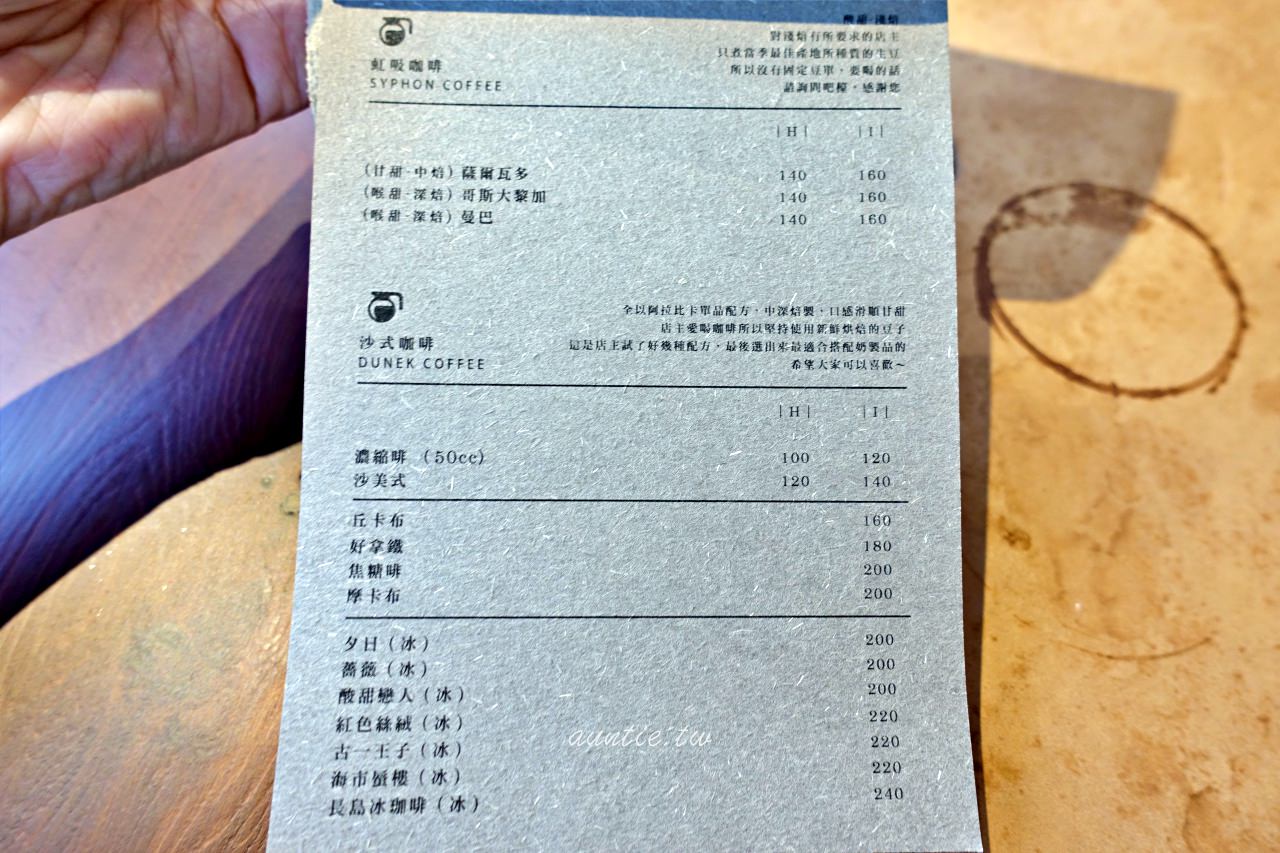 酸甜·淺焙
對淺焙有所要求的店主
只煮當季最佳產地所種質的生豆
所以沒有固定豆單，要喝的話
請詢問吧檯，感謝您
虹吸咖啡
SYPHON COFFEE
|H| |I|
（甘甜·中焙）薩爾瓦多 140 160
（喉甜·深焙）哥斯大黎加 140 160
（喉甜·深焙）曼巴 140 160
全以阿拉比卡單品配方，中深焙製，口感滑順甘甜
店主愛喝咖啡所以堅持使用新鮮烘焙的豆子
這是店主試了好幾種配方，最後選出來最適合搭配奶製品的
希望大家可以喜歡～
沙式咖啡
DUNEK COFFEE
|H| |I|
濃縮啡 （50cc） 100 120
沙美式 120 140
丘卡布 160
好拿鐵 180
焦糖啡 200
摩卡布 200
夕日（冰） 200
薔薇（冰） 200
酸甜戀人（冰） 200
紅色絲絨（冰） 220
古一王子（冰） 220
海市蜃樓（冰） 220
長島冰珈啡（冰） 240
auntie.tw